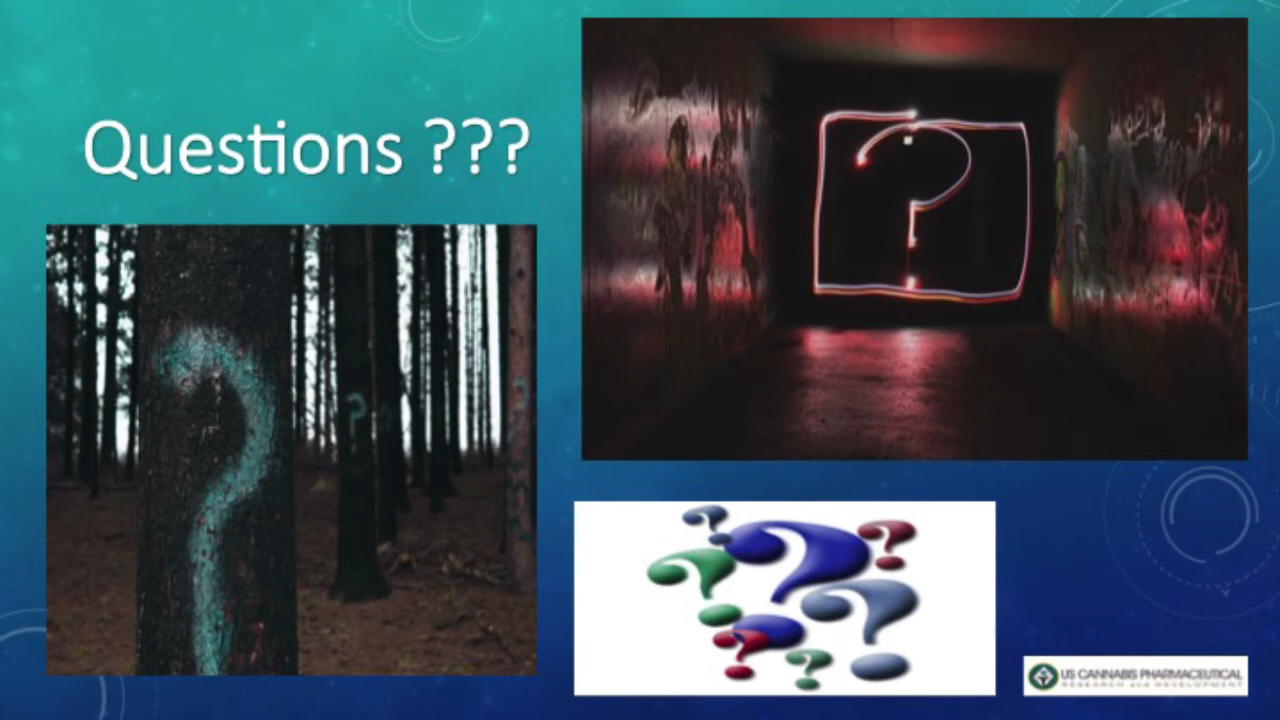 Questions ???
?
?
?
US CANNABIS PHARMACEUTICAL
RESEARCH and DEVELOPMENT